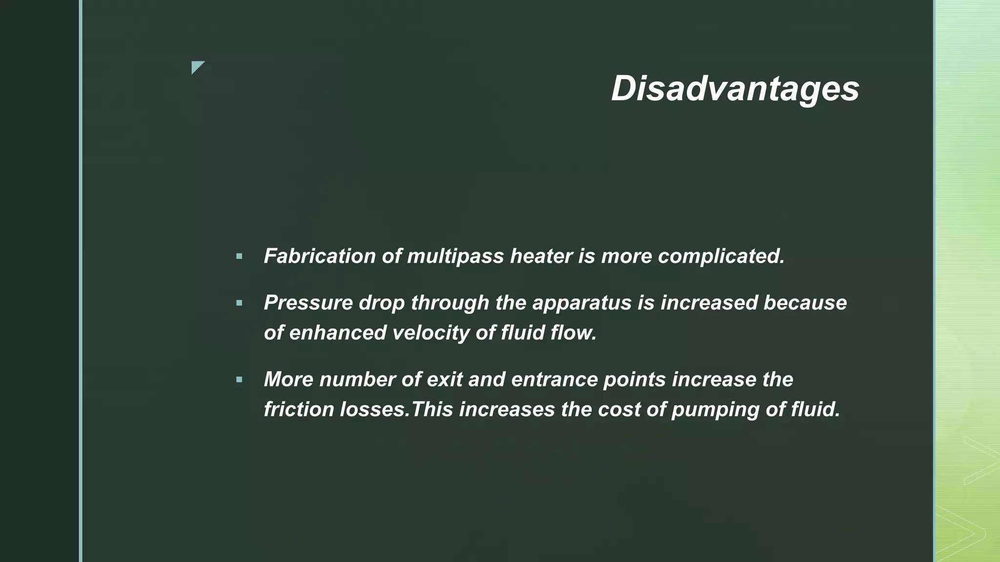 Disadvantages
▪ Fabrication of multipass heater is more complicated.
▪ Pressure drop through the apparatus is increased because
of enhanced velocity of fluid flow.
▪ More number of exit and entrance points increase the
friction losses.This increases the cost of pumping of fluid.